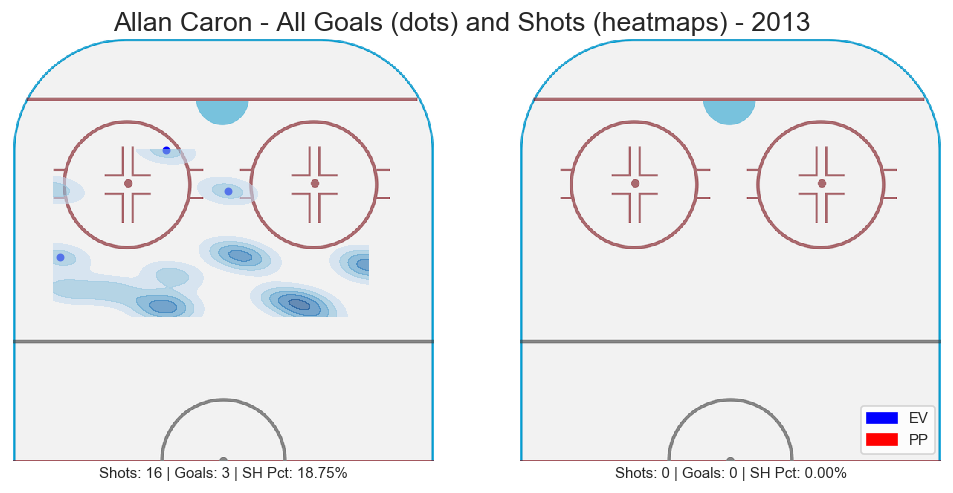 Allan Caron - All Goals (dots) and Shots (heatmaps) - 2013
EV
PP
Shots: 16 | Goals: 3 | SH Pct: 18.75%
Shots: 0 | Goals: 0 | SH Pct: 0.00%